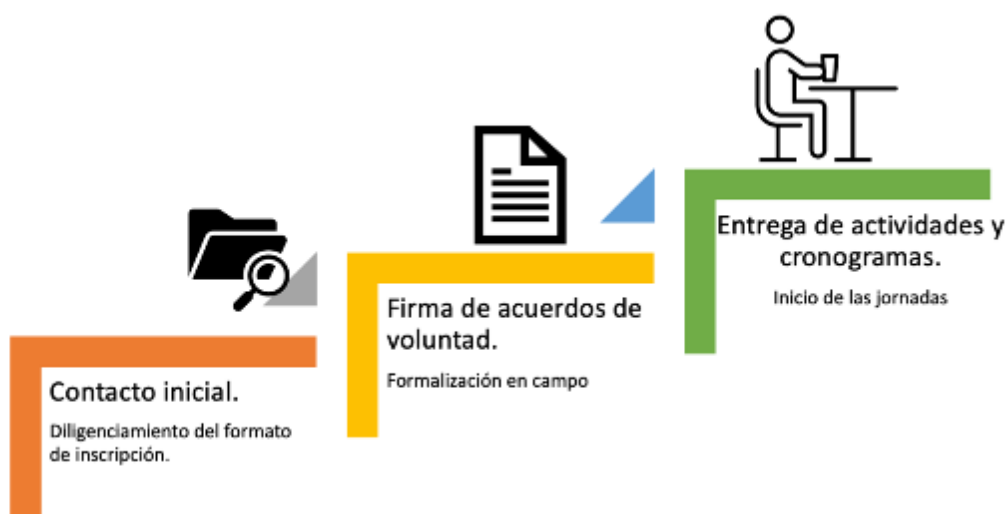 Contacto inicial.
Diligenciamiento del formato
de inscripción.
Firma de acuerdos de
voluntad.
Formalización en campo
Entrega de actividades y
cronogramas.
Inicio de las jornadas